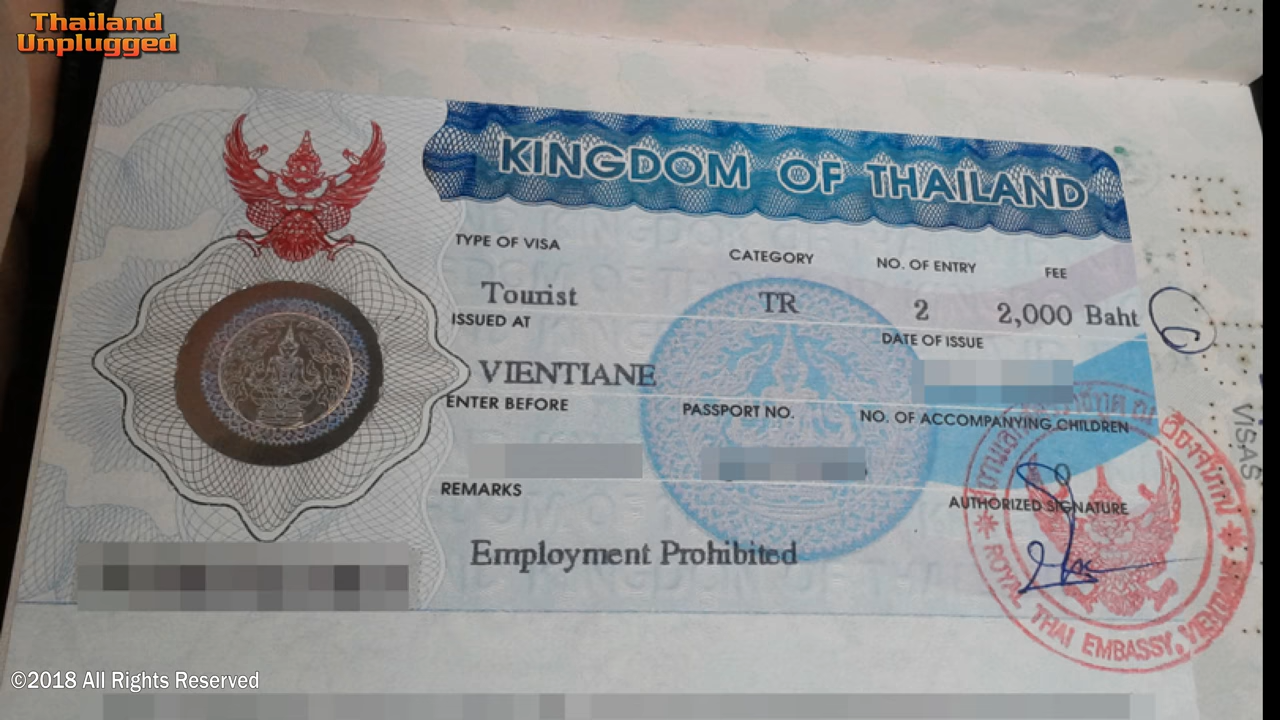 Thailand
Unplugged
KINGDOM OF THAILAND
TYPE OF VISA CATEGORY NO. OF ENTRY FEE
Tourist TR 2 2,000 Baht
ISSUED AT DATE OF ISSUE
VIENTIANE
ENTER BEFORE PASSPORT NO. NO. OF ACCOMPANYING CHILDREN
REMARKS AUTHORIZED SIGNATURE
Employment Prohibited
ROYAL THAI EMBASSY, VIENTIANE
VISAS
©2018 All Rights Reserved